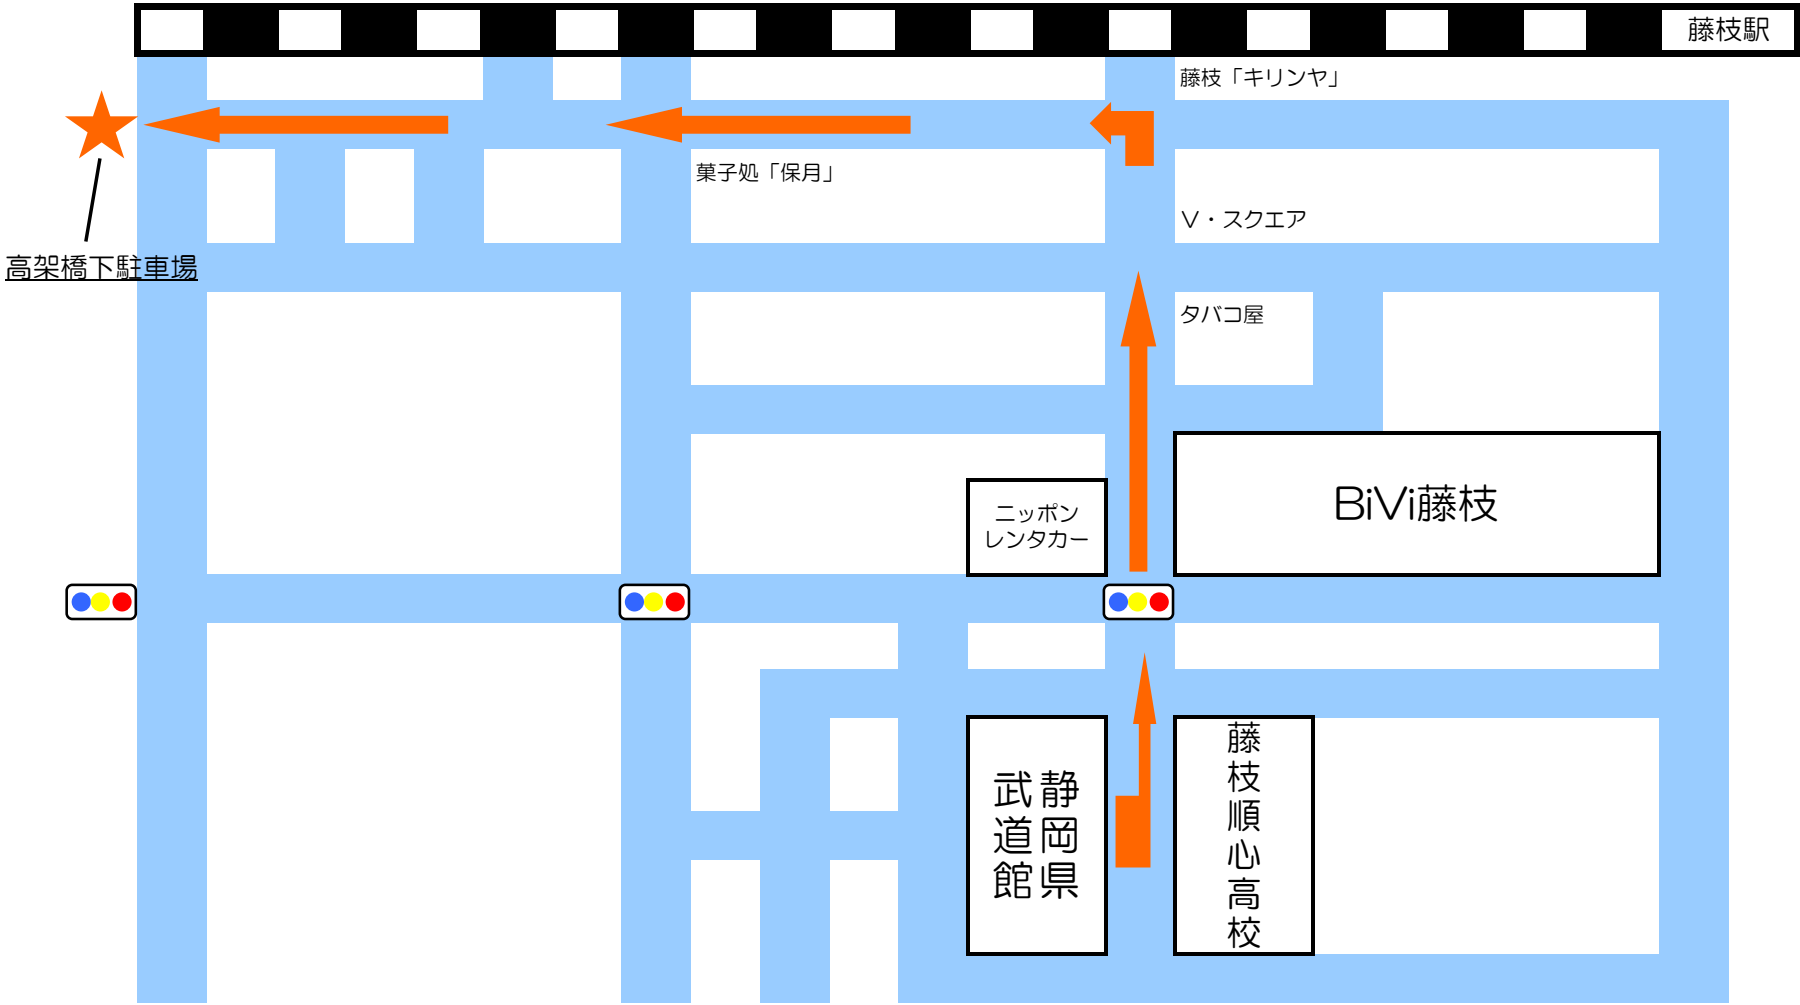 藤枝駅
藤枝「キリンヤ」
菓子処「保月」
V・スクエア
高架橋下駐車場
タバコ屋
BiVi藤枝
ニッポン
レンタカー
静岡県
武道館
藤枝順心高校